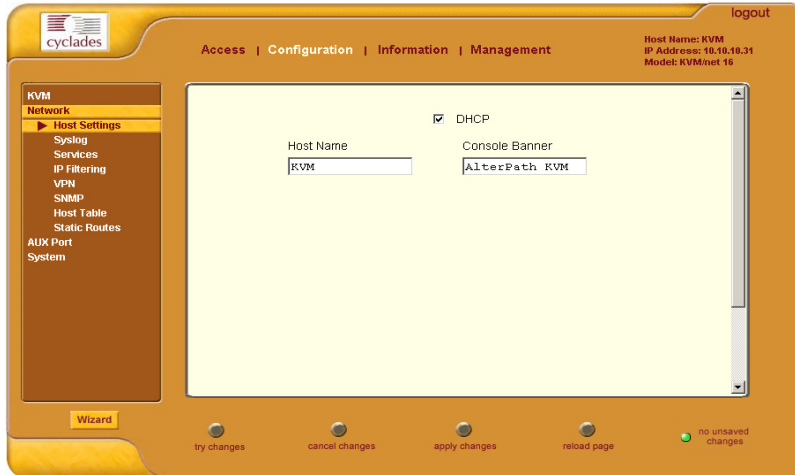 logout
cyclades
Access | Configuration | Information | Management
Host Name: KVM
IP Address: 10.10.10.31
Model: KVM/net 16
KVM
Network
Host Settings
Syslog
Services
IP Filtering
VPN
SNMP
Host Table
Static Routes
AUX Port
System
DHCP
Host Name
Console Banner
KVM
AlterPath KVM
Wizard
try changes
cancel changes
apply changes
reload page
no unsaved
changes